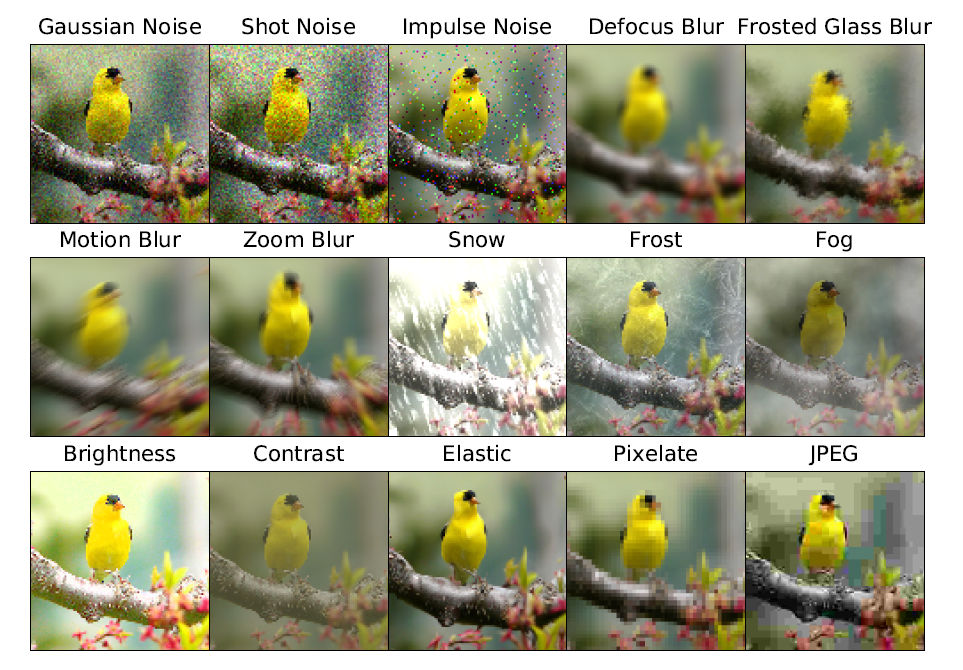 Gaussian Noise Shot Noise Impulse Noise Defocus Blur Frosted Glass Blur
Motion Blur Zoom Blur Snow Frost Fog
Brightness Contrast Elastic Pixelate JPEG